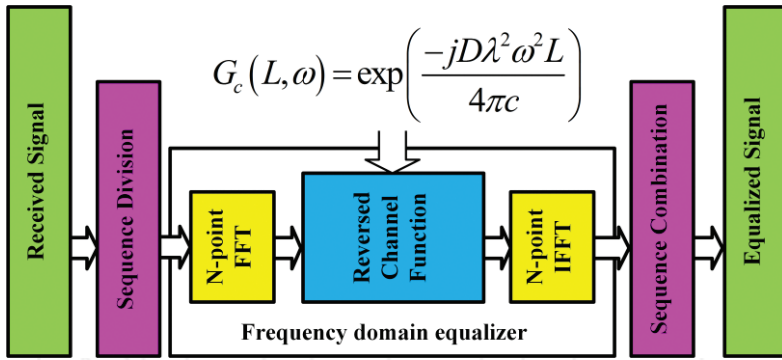 G_c(L,ω)=exp(−jDλ²ω²L / 4πc)
Received Signal
Sequence Division
N-point
FFT
Reversed
Channel
Function
N-point
IFFT
Sequence Combination
Equalized Signal
Frequency domain equalizer